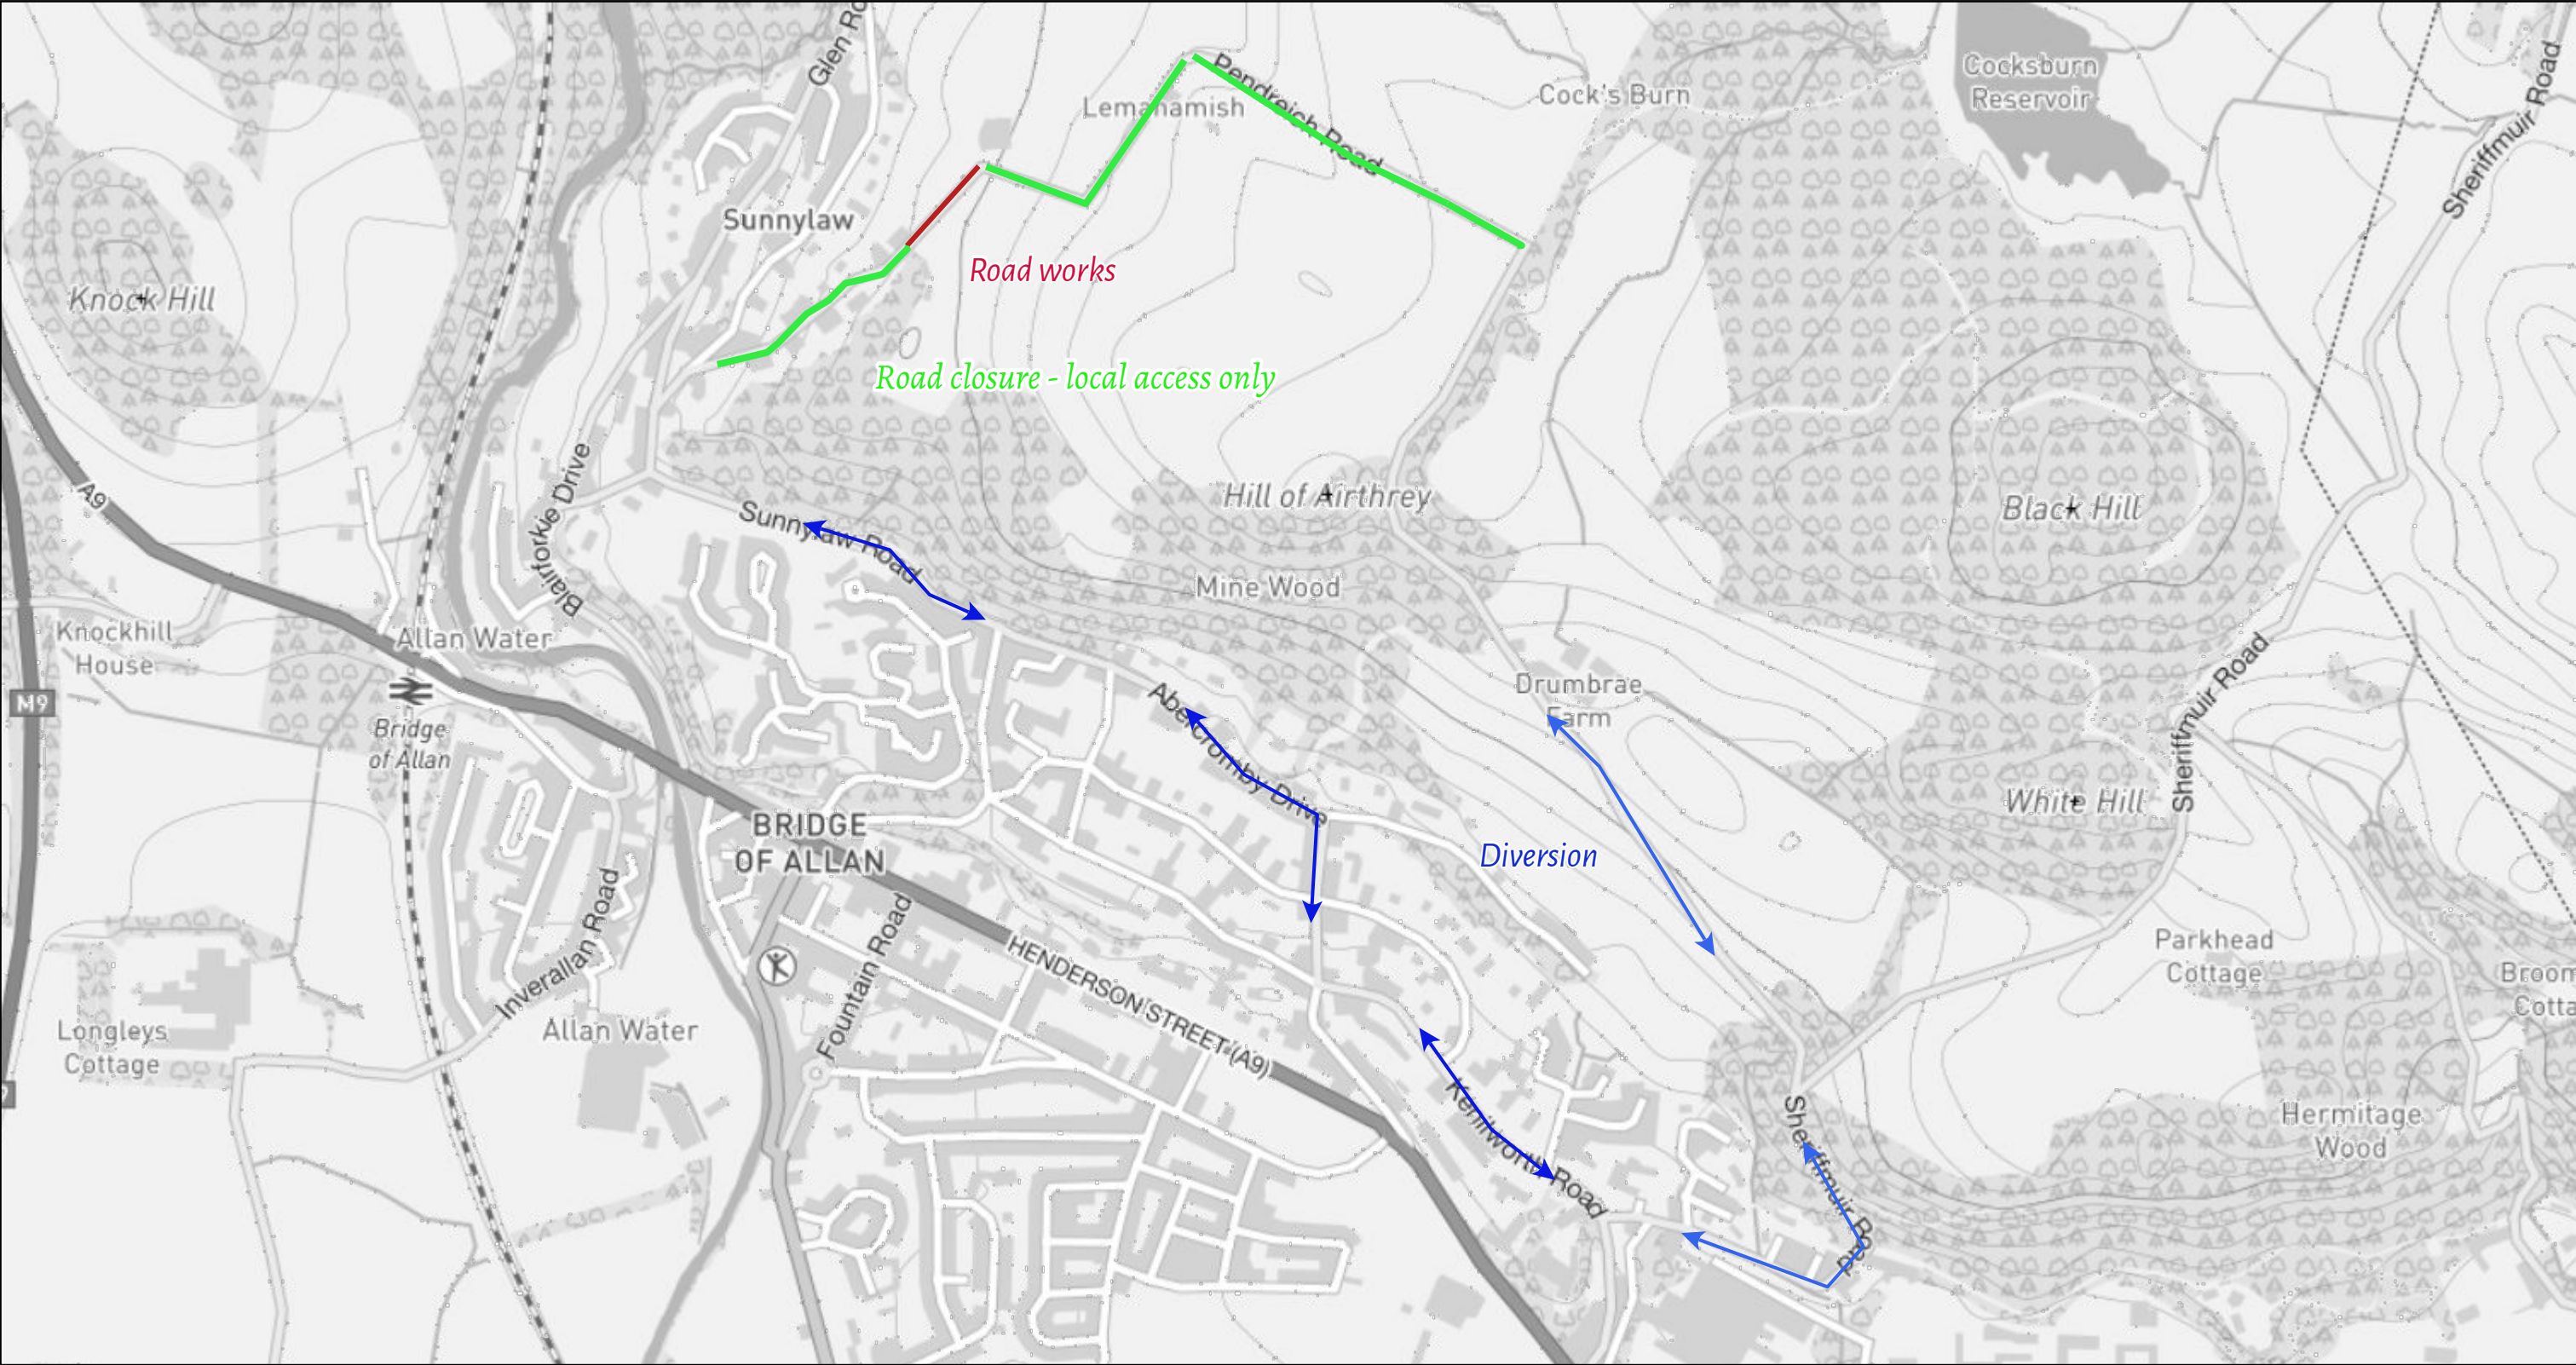 Glen Ro
Pendreich Road
Lemahamish
Cock's Burn
Cocksburn
Reservoir
Sheriffmuir Road
Sunnylaw
Road works
Knock Hill
Road closure - local access only
A9
Blairforkie Drive
Sunnylaw Road
Hill of Airthrey
Black Hill
Mine Wood
Knockhill
House
Allan Water
M9
Bridge
of Allan
Abercromby Drive
Drumbrae
Farm
Sheriffmuir Road
White Hill
BRIDGE
OF ALLAN
Diversion
Inverallan Road
Fountain Road
HENDERSON STREET (A9)
Parkhead
Cottage
Broom
Cotta
Longleys
Cottage
Allan Water
Kenilworth Road
Sheriffmuir Road
Hermitage
Wood